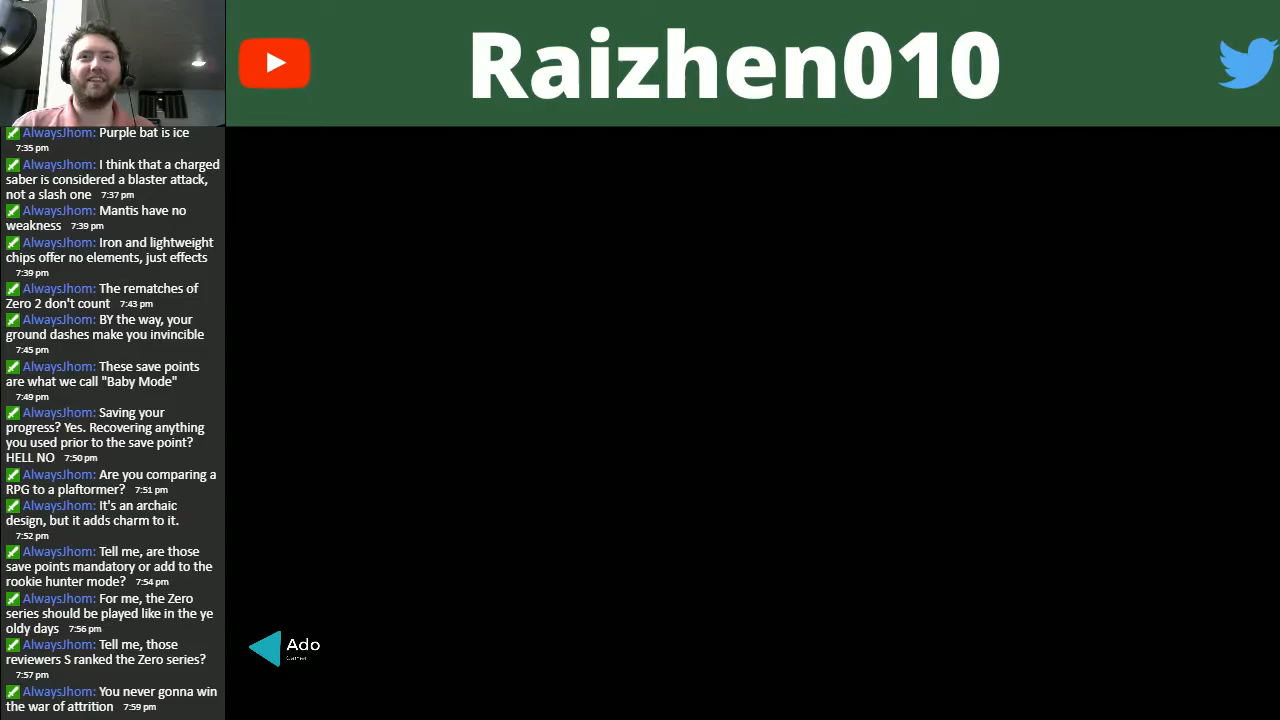 Raizhen010
AlwaysJhom: Purple bat is ice
7:35 pm
AlwaysJhom: I think that a charged
saber is considered a blaster attack,
not a slash one 7:37 pm
AlwaysJhom: Mantis have no
weakness 7:39 pm
AlwaysJhom: Iron and lightweight
chips offer no elements, just effects
7:39 pm
AlwaysJhom: The rematches of
Zero 2 don't count 7:43 pm
AlwaysJhom: BY the way, your
ground dashes make you invincible
7:45 pm
AlwaysJhom: These save points
are what we call "Baby Mode"
7:49 pm
AlwaysJhom: Saving your
progress? Yes. Recovering anything
you used prior to the save point?
HELL NO 7:50 pm
AlwaysJhom: Are you comparing a
RPG to a plaftormer? 7:51 pm
AlwaysJhom: It's an archaic
design, but it adds charm to it.
7:52 pm
AlwaysJhom: Tell me, are those
save points mandatory or add to the
rookie hunter mode? 7:54 pm
AlwaysJhom: For me, the Zero
series should be played like in the ye
oldy days 7:56 pm
AlwaysJhom: Tell me, those
reviewers S ranked the Zero series?
7:57 pm
AlwaysJhom: You never gonna win
the war of attrition 7:59 pm
Ado